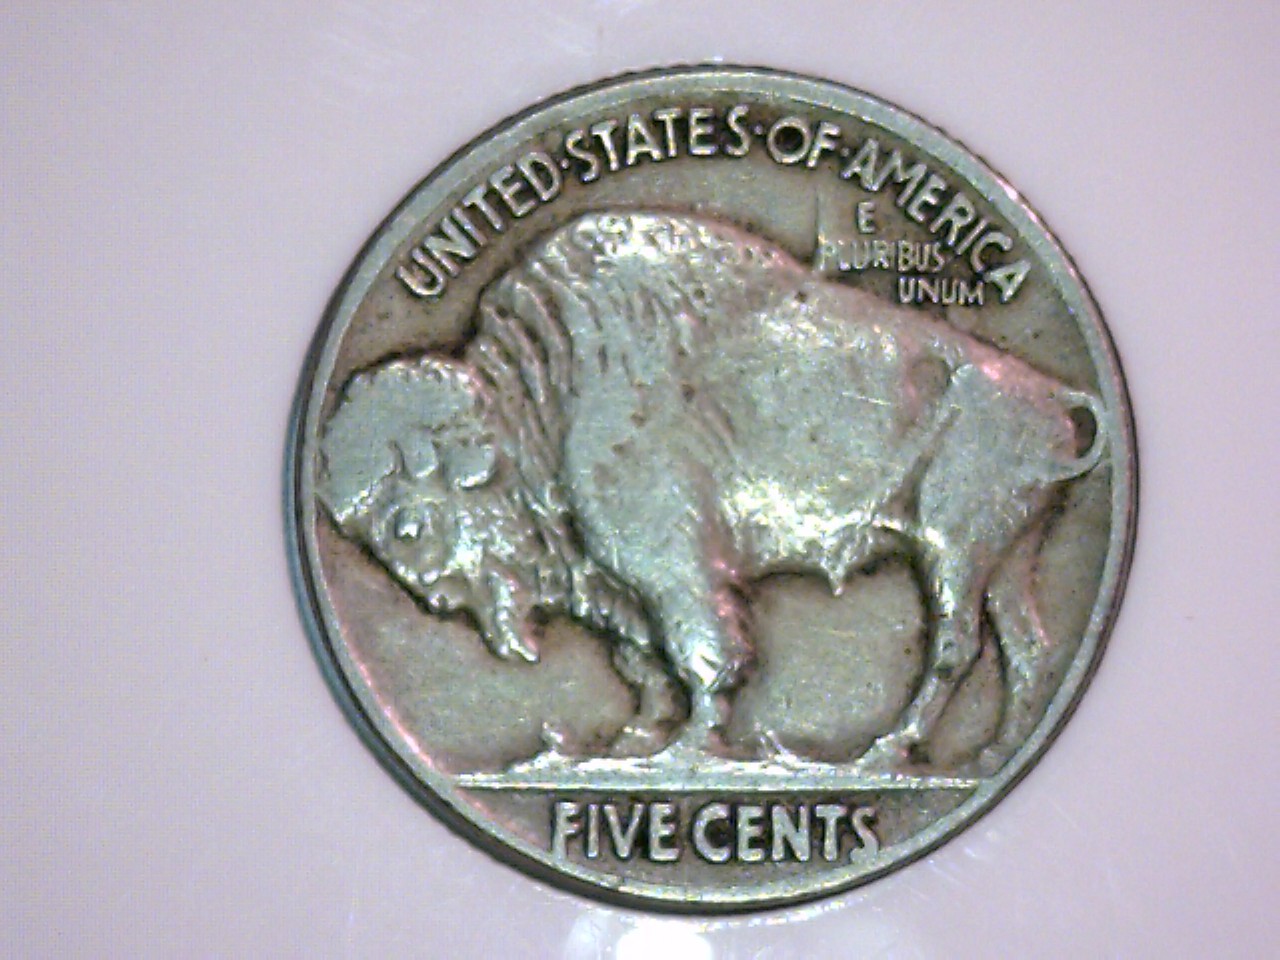 UNITED·STATES·OF·AMERICA
E
PLURIBUS
UNUM
FIVE CENTS